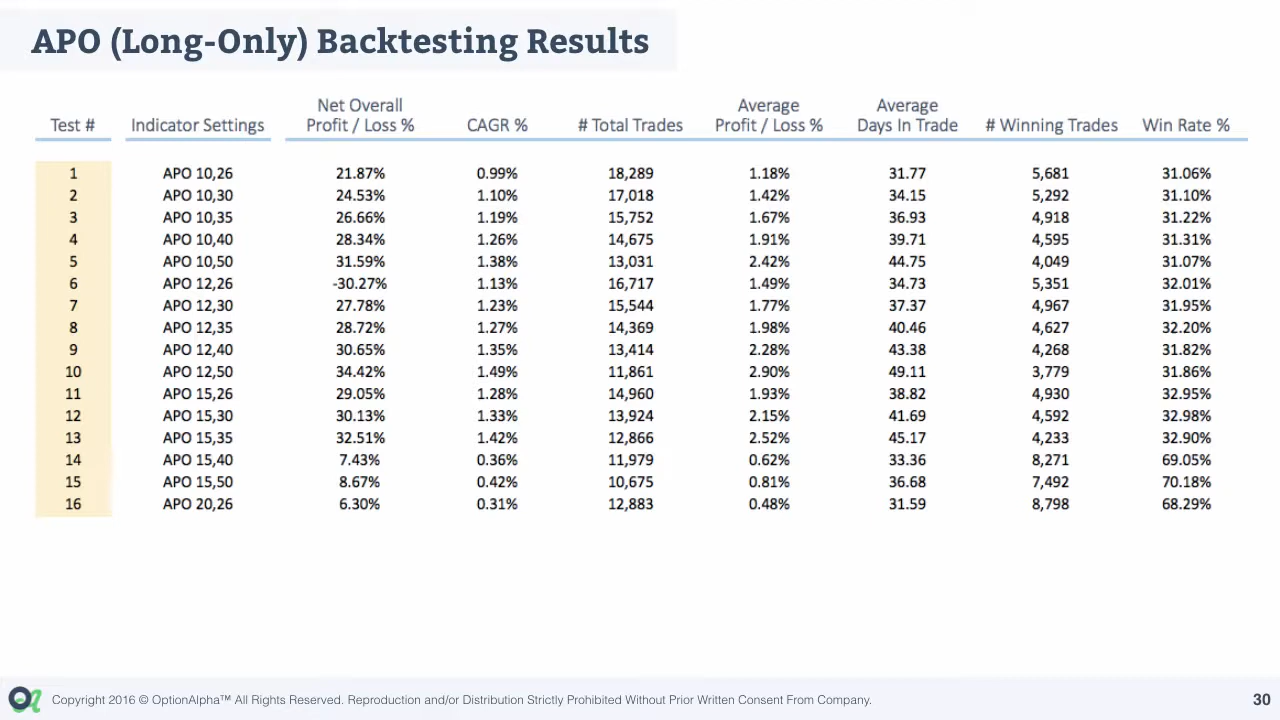 APO (Long-Only) Backtesting Results
Test # Indicator Settings Net Overall Profit / Loss % CAGR % # Total Trades Average Profit / Loss % Average Days In Trade # Winning Trades Win Rate %
1 APO 10,26 21.87% 0.99% 18,289 1.18% 31.77 5,681 31.06%
2 APO 10,30 24.53% 1.10% 17,018 1.42% 34.15 5,292 31.10%
3 APO 10,35 26.66% 1.19% 15,752 1.67% 36.93 4,918 31.22%
4 APO 10,40 28.34% 1.26% 14,675 1.91% 39.71 4,595 31.31%
5 APO 10,50 31.59% 1.38% 13,031 2.42% 44.75 4,049 31.07%
6 APO 12,26 -30.27% 1.13% 16,717 1.49% 34.73 5,351 32.01%
7 APO 12,30 27.78% 1.23% 15,544 1.77% 37.37 4,967 31.95%
8 APO 12,35 28.72% 1.27% 14,369 1.98% 40.46 4,627 32.20%
9 APO 12,40 30.65% 1.35% 13,414 2.28% 43.38 4,268 31.82%
10 APO 12,50 34.42% 1.49% 11,861 2.90% 49.11 3,779 31.86%
11 APO 15,26 29.05% 1.28% 14,960 1.93% 38.82 4,930 32.95%
12 APO 15,30 30.13% 1.33% 13,924 2.15% 41.69 4,592 32.98%
13 APO 15,35 32.51% 1.42% 12,866 2.52% 45.17 4,233 32.90%
14 APO 15,40 7.43% 0.36% 11,979 0.62% 33.36 8,271 69.05%
15 APO 15,50 8.67% 0.42% 10,675 0.81% 36.68 7,492 70.18%
16 APO 20,26 6.30% 0.31% 12,883 0.48% 31.59 8,798 68.29%
Copyright 2016 © OptionAlpha™ All Rights Reserved. Reproduction and/or Distribution Strictly Prohibited Without Prior Written Consent From Company. 30